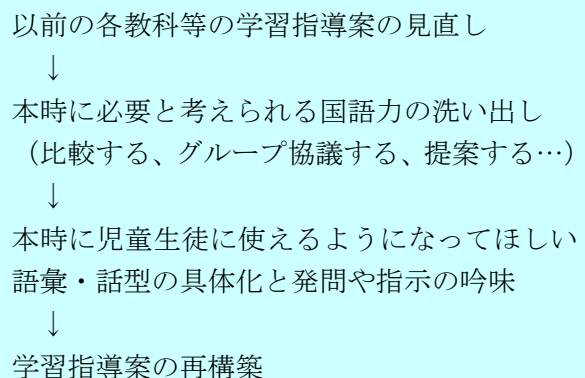 以前の各教科等の学習指導案の見直し
↓
本時に必要と考えられる国語力の洗い出し
（比較する、グループ協議する、提案する…）
↓
本時に児童生徒に使えるようになってほしい
語彙・話型の具体化と発問や指示の吟味
↓
学習指導案の再構築